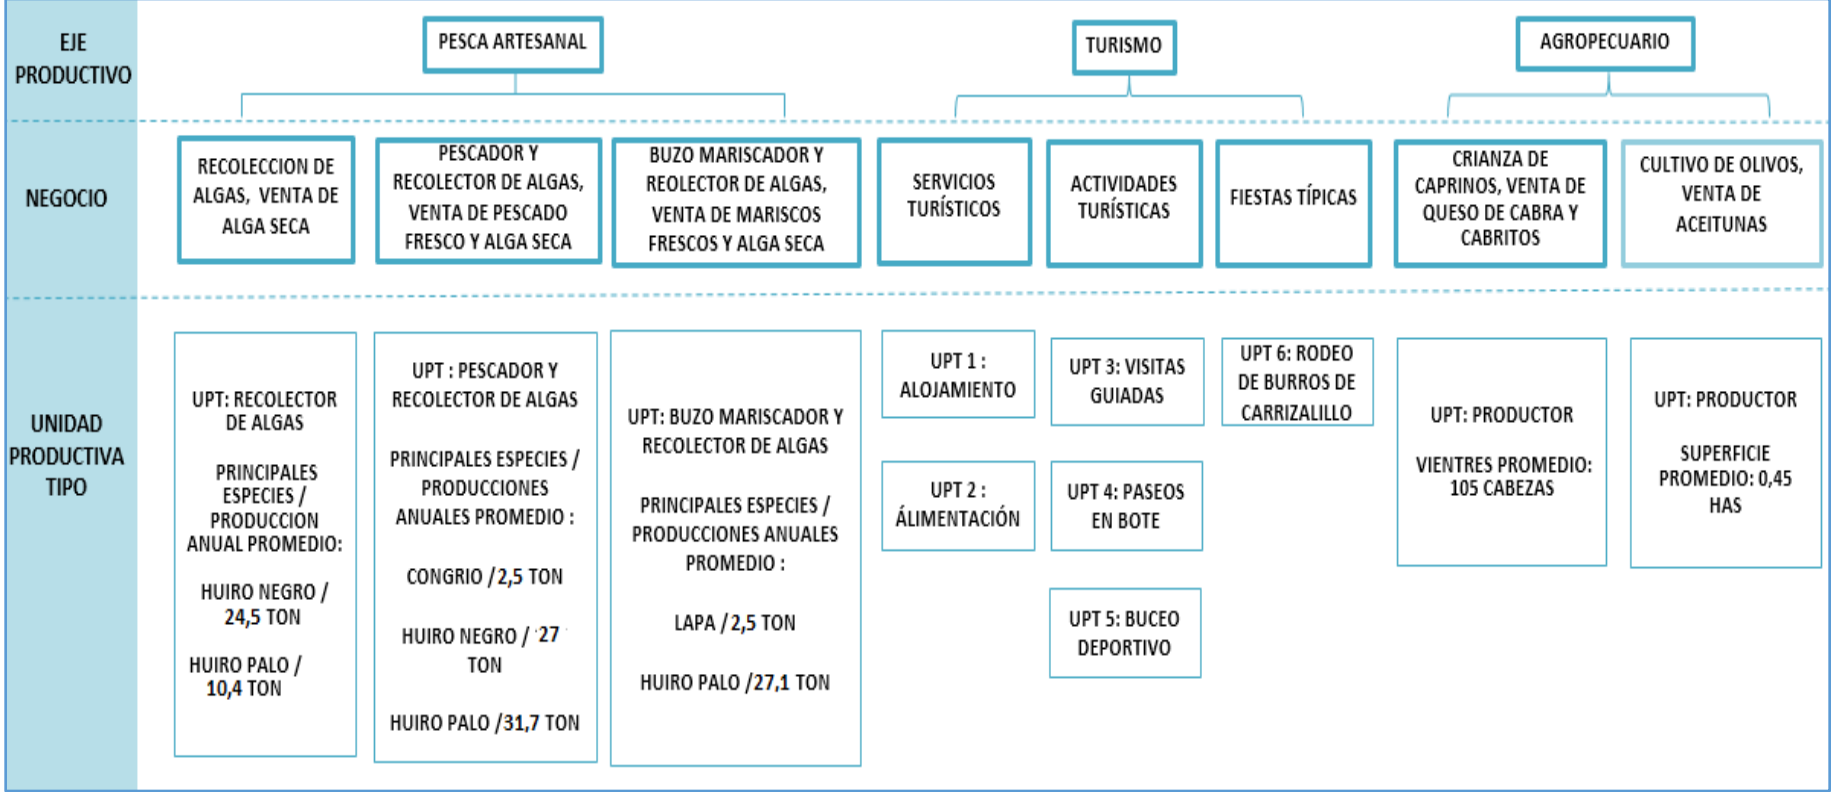 EJE
PRODUCTIVO
PESCA ARTESANAL
TURISMO
AGROPECUARIO
NEGOCIO
RECOLECCION DE
ALGAS, VENTA DE
ALGA SECA
PESCADOR Y
RECOLECTOR DE ALGAS,
VENTA DE PESCADO
FRESCO Y ALGA SECA
BUZO MARISCADOR Y
REOLECTOR DE ALGAS,
VENTA DE MARISCOS
FRESCOS Y ALGA SECA
SERVICIOS
TURÍSTICOS
ACTIVIDADES
TURÍSTICAS
FIESTAS TÍPICAS
CRIANZA DE
CAPRINOS, VENTA DE
QUESO DE CABRA Y
CABRITOS
CULTIVO DE OLIVOS,
VENTA DE
ACEITUNAS
UNIDAD
PRODUCTIVA
TIPO
UPT: RECOLECTOR
DE ALGAS
PRINCIPALES
ESPECIES /
PRODUCCION
ANUAL PROMEDIO:
HUIRO NEGRO /
24,5 TON
HUIRO PALO /
10,4 TON
UPT : PESCADOR Y
RECOLECTOR DE ALGAS
PRINCIPALES ESPECIES /
PRODUCCIONES
ANUALES PROMEDIO :
CONGRIO /2,5 TON
HUIRO NEGRO / 27
TON
HUIRO PALO /31,7 TON
UPT: BUZO MARISCADOR Y
RECOLECTOR DE ALGAS
PRINCIPALES ESPECIES /
PRODUCCIONES ANUALES
PROMEDIO :
LAPA /2,5 TON
HUIRO PALO /27,1 TON
UPT 1 :
ALOJAMIENTO
UPT 2 :
ÁLIMENTACIÓN
UPT 3: VISITAS
GUIADAS
UPT 4: PASEOS
EN BOTE
UPT 5: BUCEO
DEPORTIVO
UPT 6: RODEO
DE BURROS DE
CARRIZALILLO
UPT: PRODUCTOR
VIENTRES PROMEDIO:
105 CABEZAS
UPT: PRODUCTOR
SUPERFICIE
PROMEDIO: 0,45
HAS